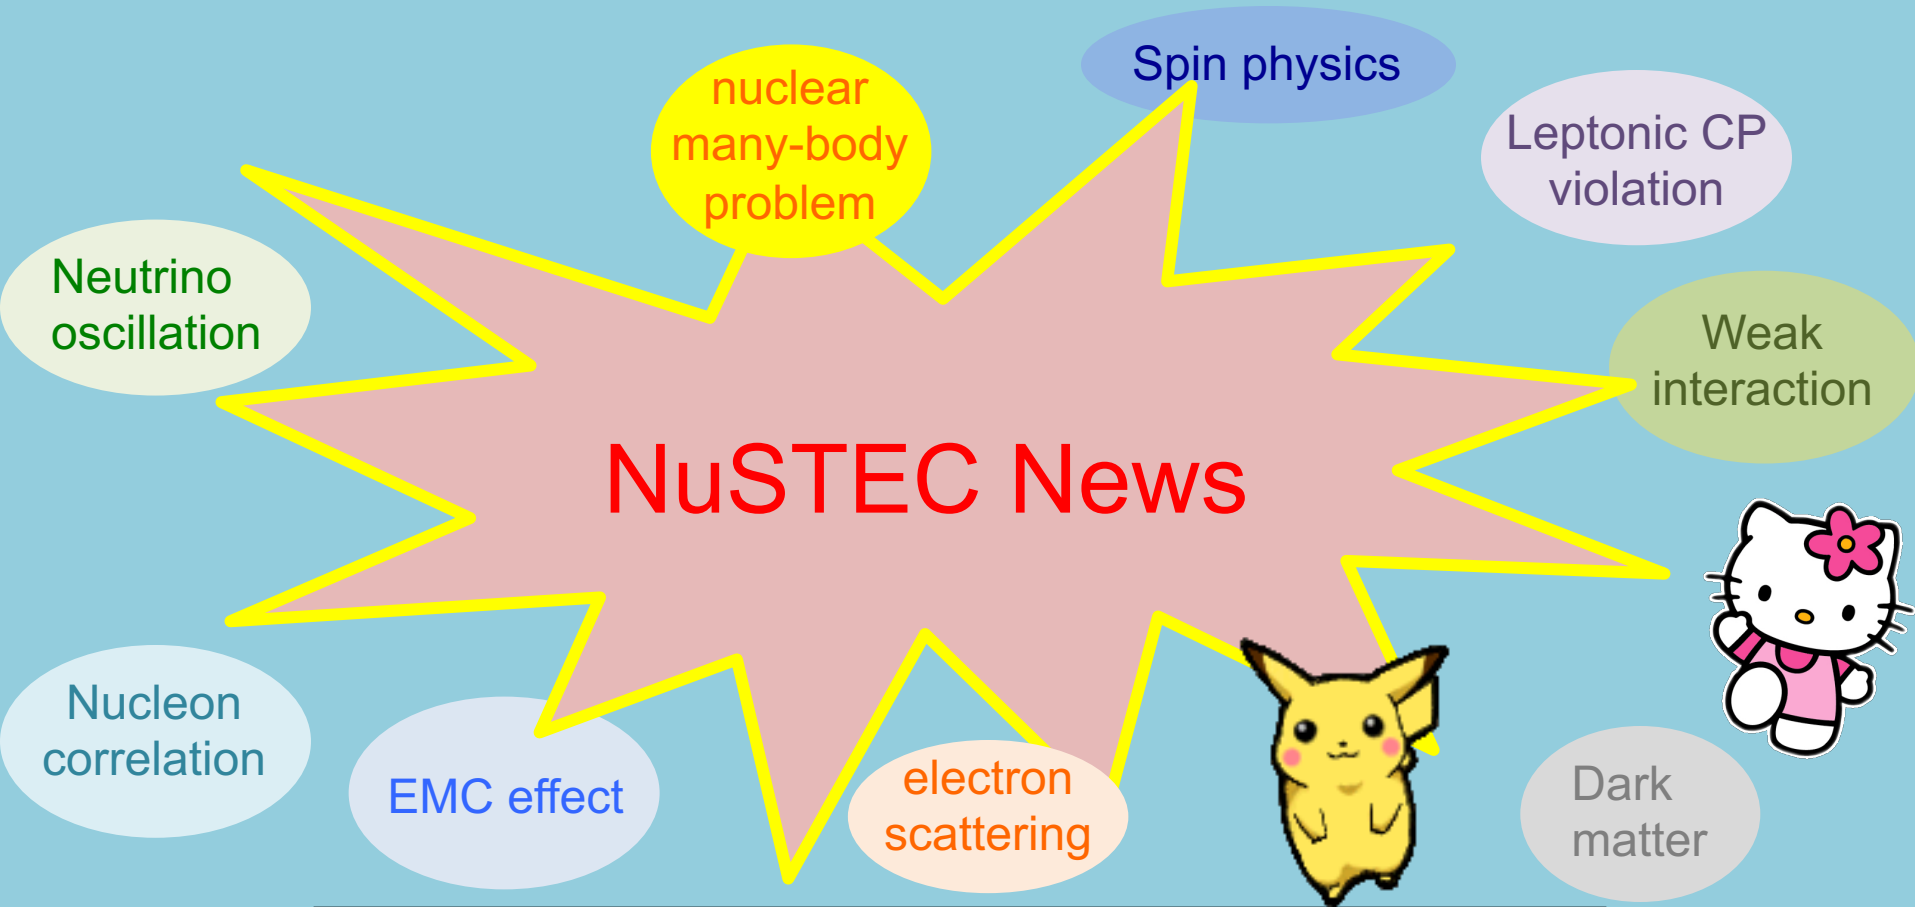 Spin physics
nuclear
many-body
problem
Leptonic CP
violation
Neutrino
oscillation
Weak
interaction
NuSTEC News
Nucleon
correlation
EMC effect
electron
scattering
Dark
matter